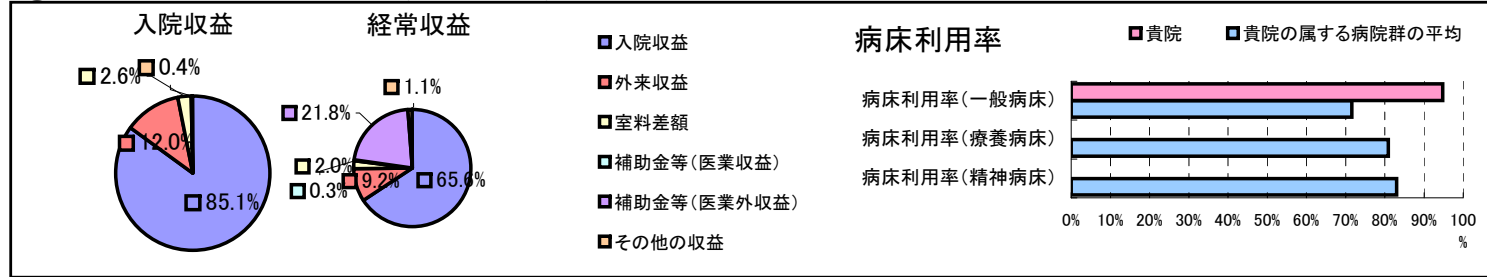 入院収益
2.6%
0.4%
12.0%
85.1%
経常収益
1.1%
21.8%
2.0%
0.3%
9.2%
65.6%
入院収益
外来収益
室料差額
補助金等(医業収益)
補助金等(医業外収益)
その他の収益
病床利用率
貴院 貴院の属する病院群の平均
病床利用率(一般病床)
病床利用率(療養病床)
病床利用率(精神病床)
0% 10% 20% 30% 40% 50% 60% 70% 80% 90% 100
%